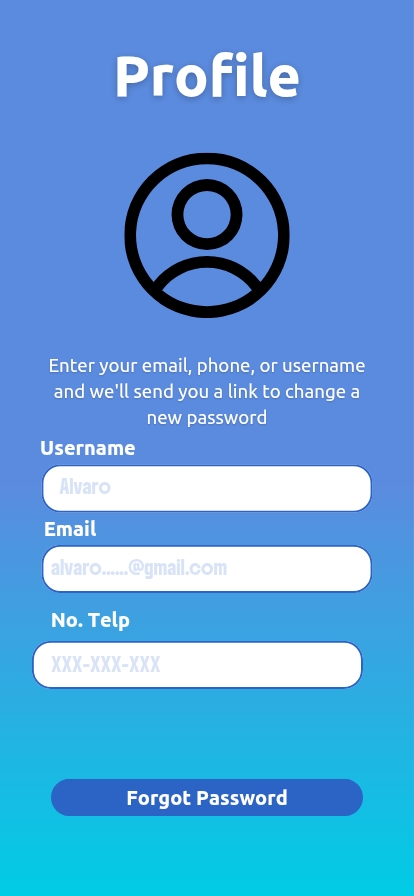 Profile
Enter your email, phone, or username
and we'll send you a link to change a
new password
Username
Alvaro
Email
alvaro......@gmail.com
No. Telp
XXX-XXX-XXX
Forgot Password